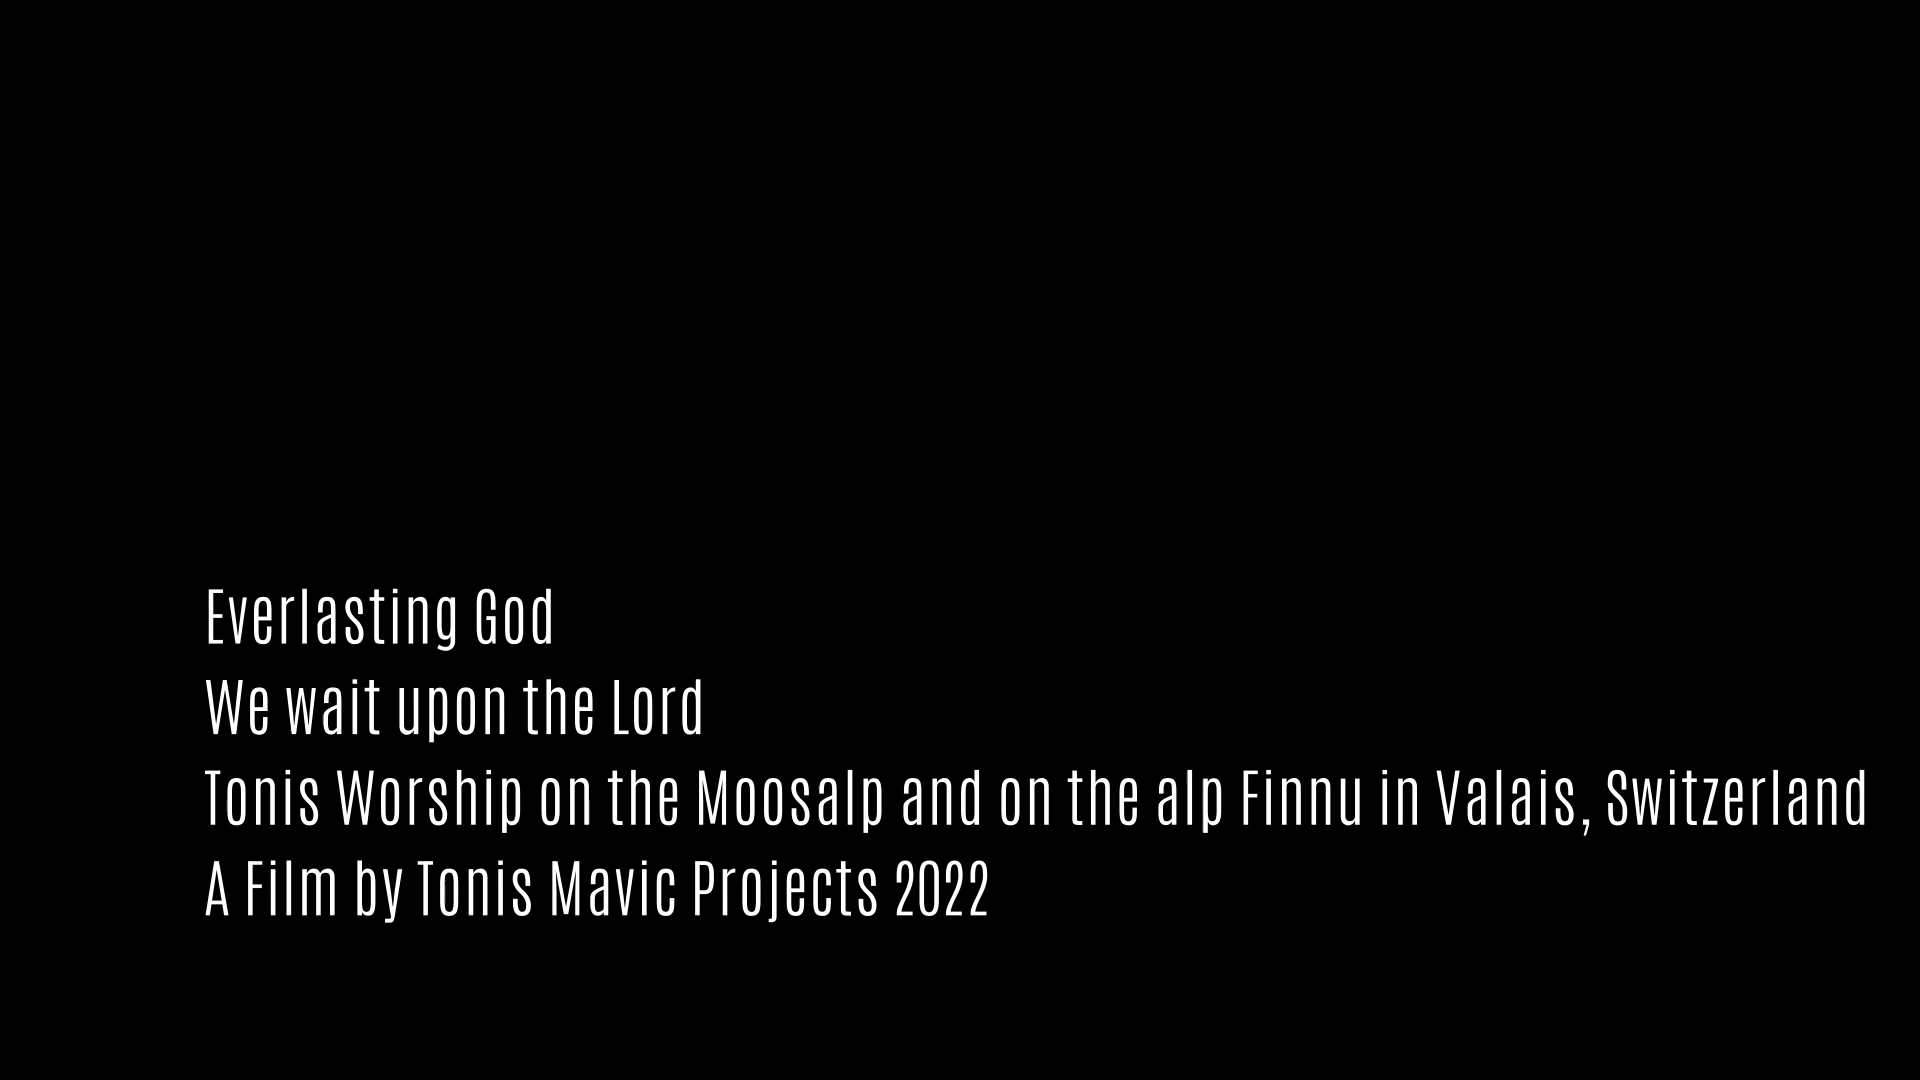 Everlasting God
We wait upon the Lord
Tonis Worship on the Moosalp and on the alp Finnu in Valais, Switzerland
A Film by Tonis Mavic Projects 2022